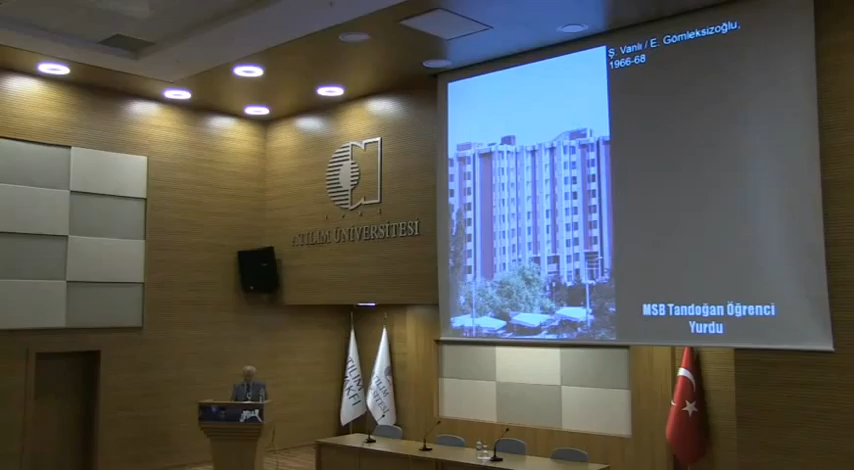 Ş. Vanlı / E. Gömleksizoğlu,
1966-68
ATILIM ÜNİVERSİTESİ
MSB Tandoğan Öğrenci
Yurdu